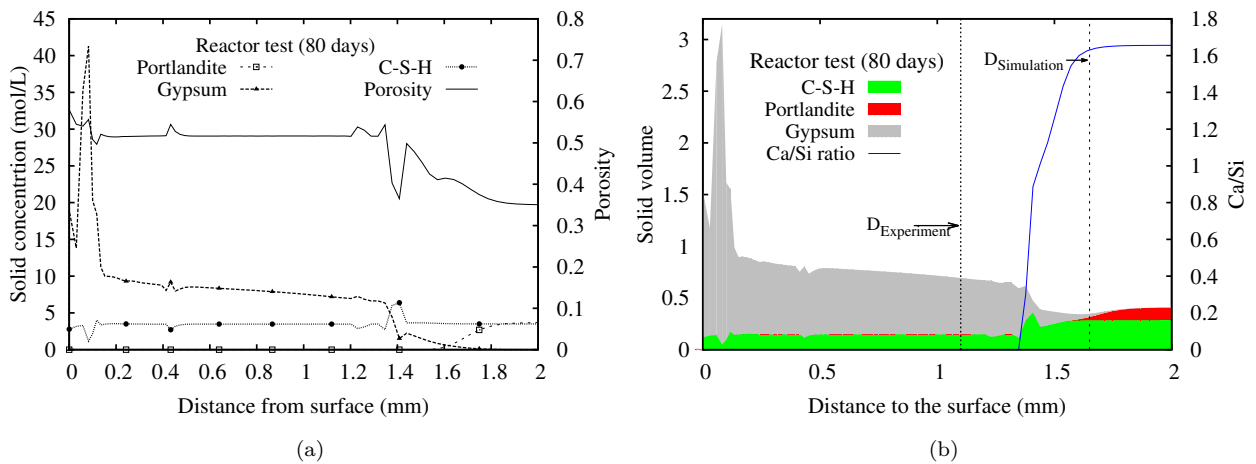 45
40
35
30
25
20
15
10
5
0
Solid concentrtion (mol/L)
0.8
0.7
0.6
0.5
0.4
0.3
0.2
0.1
0
Porosity
Reactor test (80 days)
Portlandite
Gypsum
C-S-H
Porosity
0 0.2 0.4 0.6 0.8 1 1.2 1.4 1.6 1.8 2
Distance from surface (mm)
(a)
3
2.5
2
1.5
1
0.5
0
Solid volume
1.8
1.6
1.4
1.2
1
0.8
0.6
0.4
0.2
0
Ca/Si
Reactor test (80 days)
C-S-H
Portlandite
Gypsum
Ca/Si ratio
DSimulation
DExperiment
0 0.5 1 1.5 2
Distance to the surface (mm)
(b)